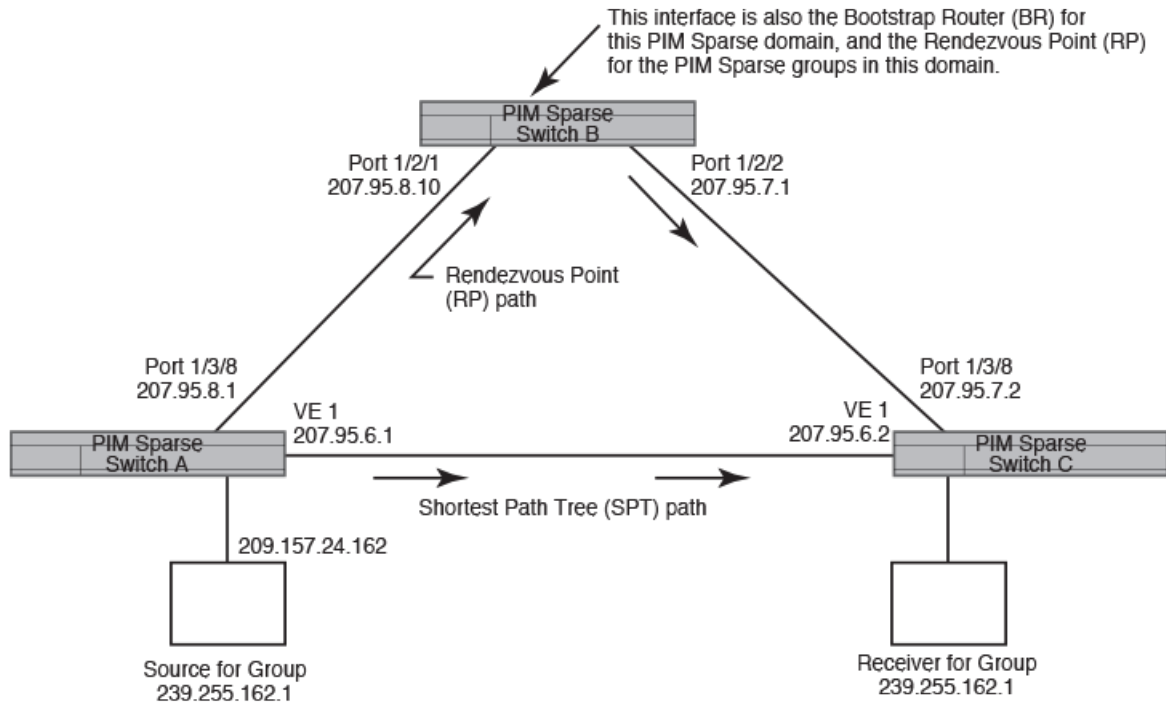 This interface is also the Bootstrap Router (BR) for
this PIM Sparse domain, and the Rendezvous Point (RP)
for the PIM Sparse groups in this domain.
PIM Sparse
Switch B
Port 1/2/1
207.95.8.10
Port 1/2/2
207.95.7.1
Rendezvous Point
(RP) path
Port 1/3/8
207.95.8.1
Port 1/3/8
207.95.7.2
VE 1
207.95.6.1
VE 1
207.95.6.2
PIM Sparse
Switch A
PIM Sparse
Switch C
Shortest Path Tree (SPT) path
209.157.24.162
Source for Group
239.255.162.1
Receiver for Group
239.255.162.1